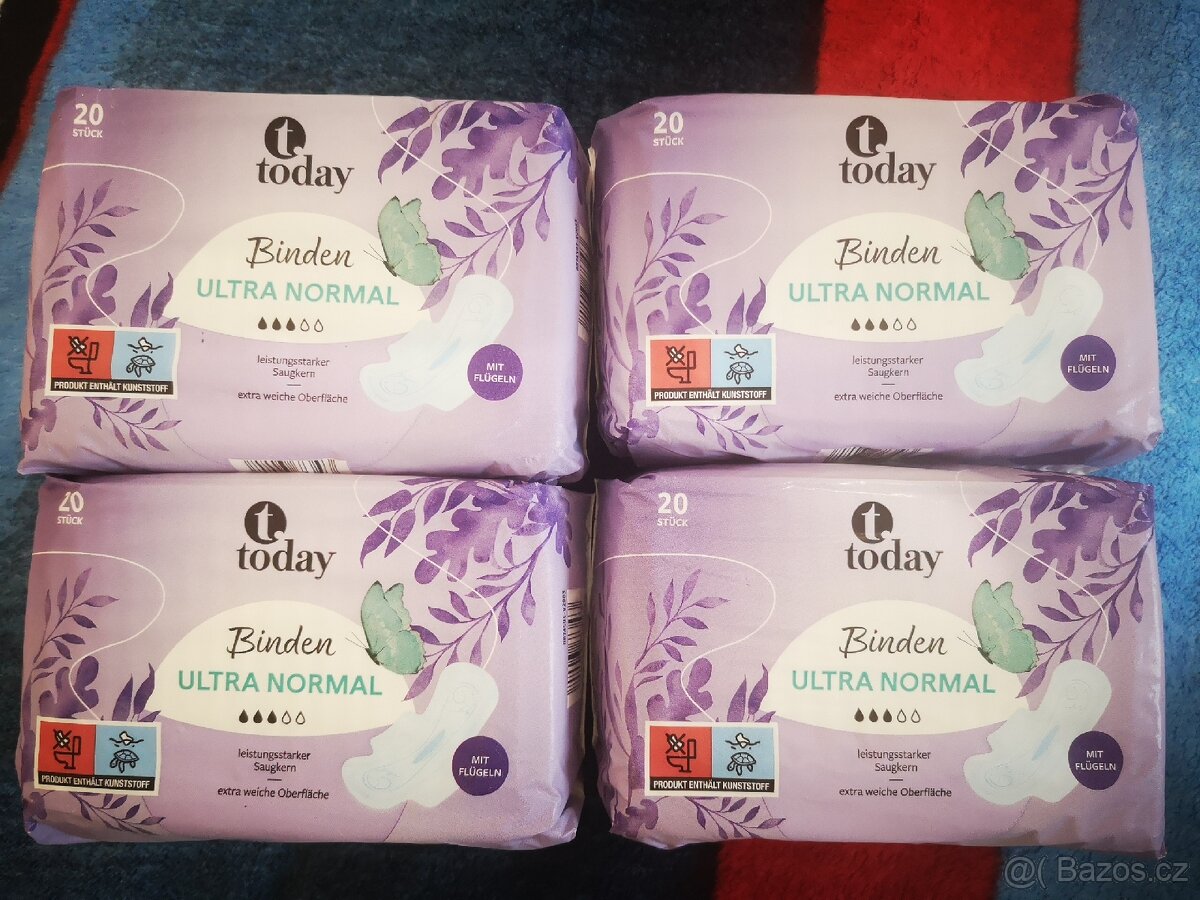 20
STÜCK
t
today
Binden
ULTRA NORMAL
PRODUKT ENTHÄLT KUNSTSTOFF
leistungsstarker
Saugkern
extra weiche Oberfläche
MIT
FLÜGELN
20
STÜCK
t
today
Binden
ULTRA NORMAL
PRODUKT ENTHÄLT KUNSTSTOFF
leistungsstarker
Saugkern
extra weiche Oberfläche
MIT
FLÜGELN
20
STÜCK
t
today
Binden
ULTRA NORMAL
PRODUKT ENTHÄLT KUNSTSTOFF
leistungsstarker
Saugkern
extra weiche Oberfläche
MIT
FLÜGELN
20
STÜCK
t
today
Binden
ULTRA NORMAL
PRODUKT ENTHÄLT KUNSTSTOFF
leistungsstarker
Saugkern
extra weiche Oberfläche
MIT
FLÜGELN
@( Bazos.cz